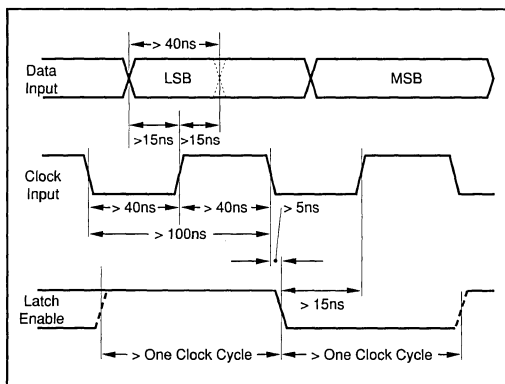 > 40ns
Data
Input
LSB
MSB
>15ns >15ns
Clock
Input
> 40ns > 40ns > 5ns
> 100ns
> 15ns
Latch
Enable
> One Clock Cycle > One Clock Cycle